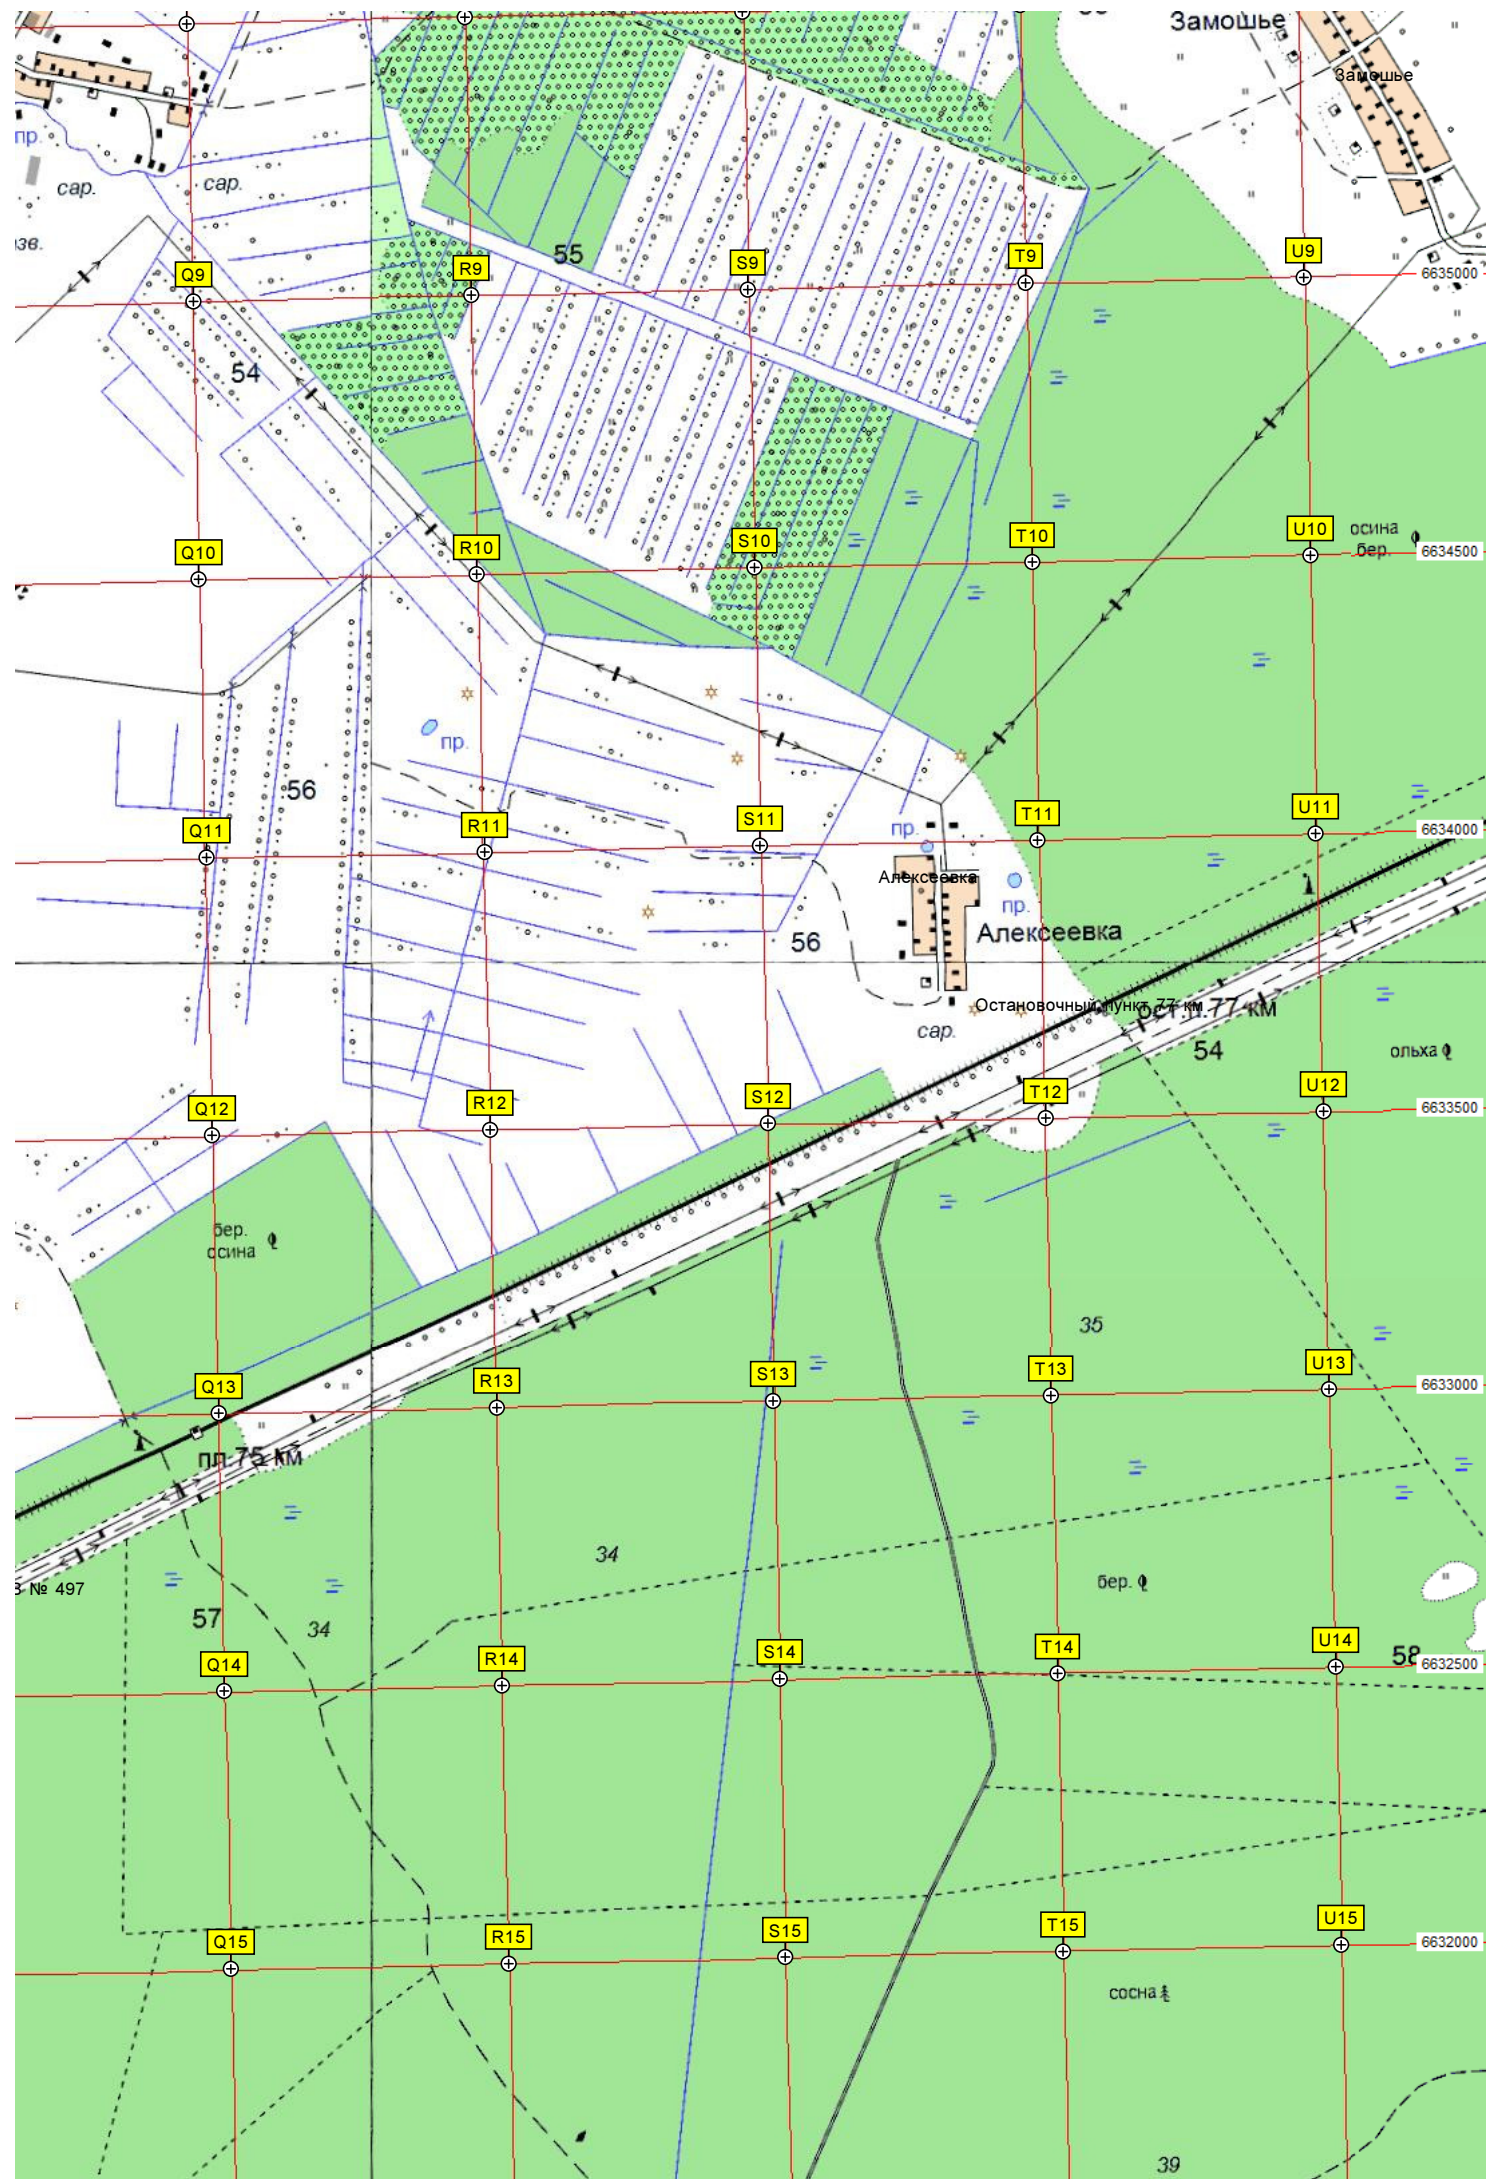 Замошье
Замошье
пр.
сар.
сар.
зв.
55
Q9
R9
S9
T9
U9
6635000
54
Q10
R10
S10
T10
U10
осина
бер.
6634500
пр.
56
Q11
R11
S11
T11
U11
6634000
пр.
Алексеевка
пр.
56
Алексеевка
Остановочный пункт 77 км
ост.п.77 км
сар.
54
ольха
Q12
R12
S12
T12
U12
6633500
бер.
осина
35
Q13
R13
S13
T13
U13
6633000
пл.75 км
34
бер.
№ 497
57
34
Q14
R14
S14
T14
U14
58
6632500
Q15
R15
S15
T15
U15
6632000
сосна
39